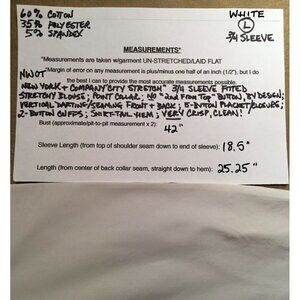 60% COTTON WHITE
35% POLYESTER (L)
5% SPANDEX 3/4 SLEEVE
MEASUREMENTS*
Measurements are taken w/garment UN-STRETCHED/LAID FLAT
NWOT *Margin of error on any measurement is plus/minus one half of an inch (1/2"), but I do
the best I can to provide the most accurate measurements possible.
NEW YORK + COMPANY "CITY STRETCH" 3/4 SLEEVE FITTED
STRETCHY BLOUSE; POINT COLLAR; NO "2nd FROM TOP" BUTTON, BY DESIGN;
VERTICAL DARTING/SEAMING FRONT + BACK; 5-BUTTON PLACKET CLOSURE;
2-BUTTON CUFFS; SHIRT-TAIL HEM; VERY CRISP, CLEAN!
Bust (approximate/pit-to-pit measurement x 2):
42"
Sleeve Length (from top of shoulder seam down to end of sleeve): 18.5"
Length (from center of back collar seam, straight down to hem): 25.25"